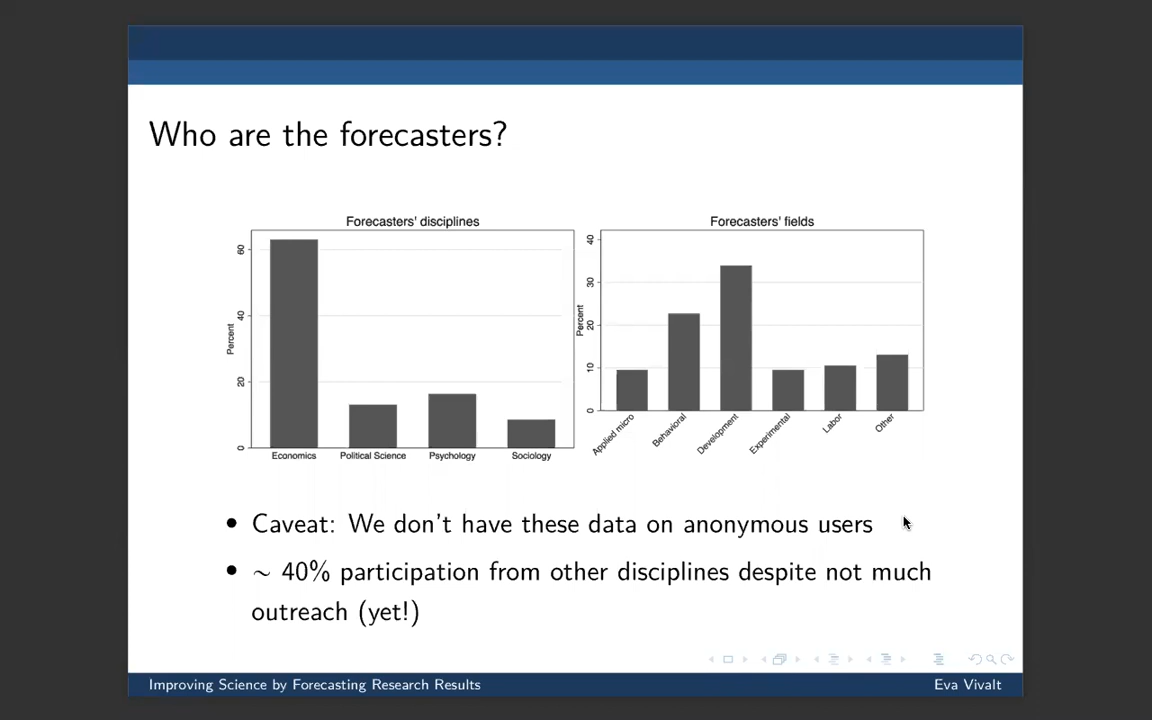 Who are the forecasters?
Forecasters' disciplines
Percent
0
20
40
60
Economics
Political Science
Psychology
Sociology
Forecasters' fields
Percent
0
10
20
30
40
Applied micro
Behavioral
Development
Experimental
Labor
Other
• Caveat: We don't have these data on anonymous users
• ∼ 40% participation from other disciplines despite not much
outreach (yet!)
Improving Science by Forecasting Research Results
Eva Vivalt